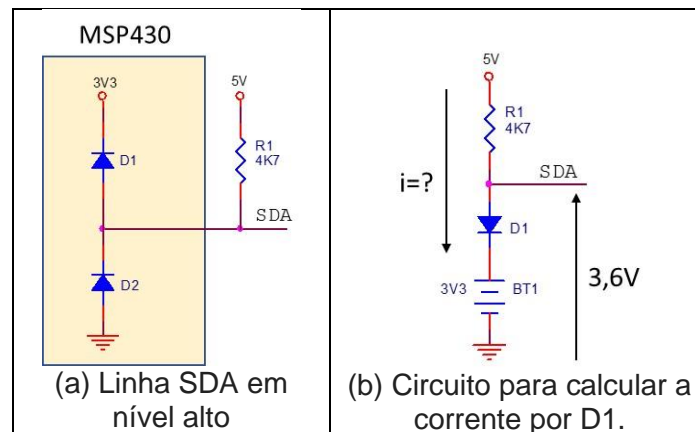 MSP430
3V3
5V
D1
R1
4K7
SDA
D2
(a) Linha SDA em
nível alto
5V
R1
4K7
i=?
SDA
D1
3V3
BT1
3,6V
(b) Circuito para calcular a
corrente por D1.